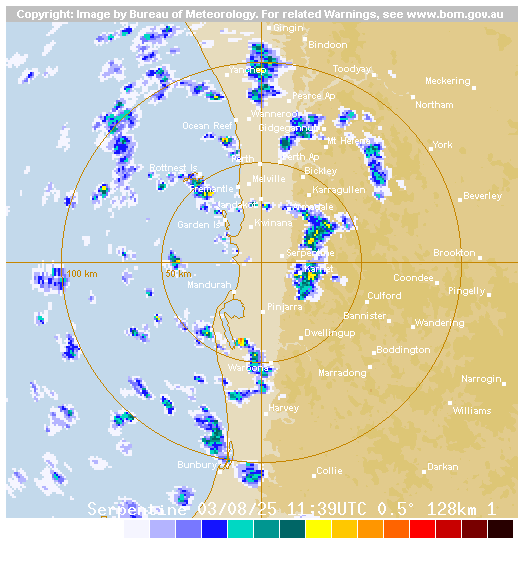 Copyright: Image by Bureau of Meteorology. For related Warnings, see www.bom.gov.au
Gingin
Bindoon
Yanchep
Toodyay
Meckering
Pearce Ap
Northam
Wanneroo
Ocean Reef
Gidgegannup
Mt Helena
York
Perth
Perth Ap
Rottnest Is
Bickley
Melville
Fremantle
Karragullen
Beverley
Garden Is
Kwinana
Serpentine
Brookton
100 km
50 km
Coondee
Mandurah
Pingelly
Cufford
Pinjarra
Bannister
Wandering
Dwellingup
Boddington
Waroona
Marradong
Narrogin
Harvey
Williams
Bunbury
Collie
Darkan
Serpentine 03/08/25 11:39UTC 0.5° 128km 1